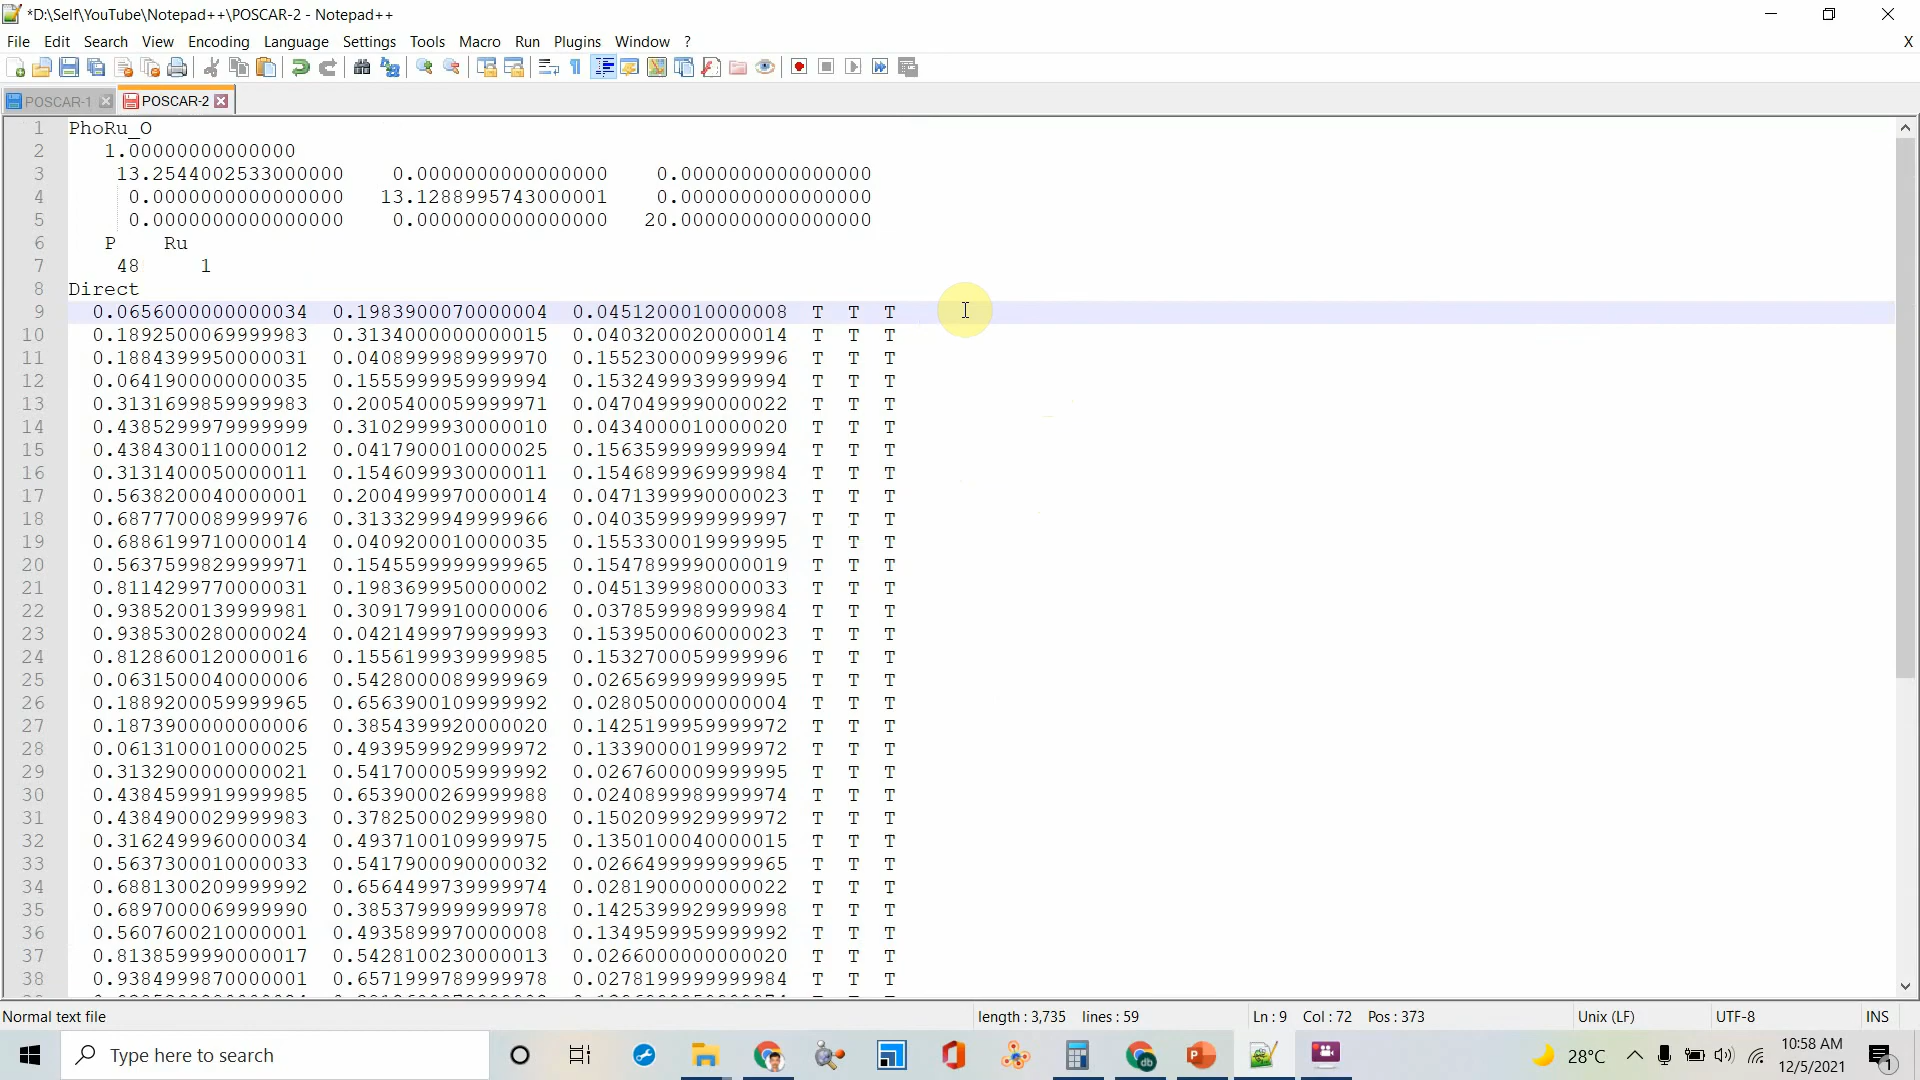 *D:\Self\YouTube\Notepad++\POSCAR-2 - Notepad++
File Edit Search View Encoding Language Settings Tools Macro Run Plugins Window ? X
POSCAR-1 POSCAR-2
1 PhoRu_O
2 1.00000000000000
3 13.2544002533000000 0.0000000000000000 0.0000000000000000
4 0.0000000000000000 13.1288995743000001 0.0000000000000000
5 0.0000000000000000 0.0000000000000000 20.0000000000000000
6 P Ru
7 48 1
8 Direct
9 0.0656000000000034 0.1983900070000004 0.0451200010000008 T T T
10 0.1892500069999983 0.3134000000000015 0.0403200020000014 T T T
11 0.1884399950000031 0.0408999989999970 0.1552300009999996 T T T
12 0.0641900000000035 0.1555999959999994 0.1532499939999994 T T T
13 0.3131699859999983 0.2005400059999971 0.0470499990000022 T T T
14 0.4385299979999999 0.3102999930000010 0.0434000010000020 T T T
15 0.4384300110000012 0.0417900010000025 0.1563599999999994 T T T
16 0.3131400050000011 0.1546099930000011 0.1546899969999984 T T T
17 0.5638200040000001 0.2004999970000014 0.0471399990000023 T T T
18 0.6877700089999976 0.3133299949999966 0.0403599999999997 T T T
19 0.6886199710000014 0.0409200010000035 0.1553300019999995 T T T
20 0.5637599829999971 0.1545599999999965 0.1547899990000019 T T T
21 0.8114299770000031 0.1983699950000002 0.0451399980000033 T T T
22 0.9385200139999981 0.3091799910000006 0.0378599989999984 T T T
23 0.9385300280000024 0.0421499979999993 0.1539500060000023 T T T
24 0.8128600120000016 0.1556199939999985 0.1532700059999996 T T T
25 0.0631500040000006 0.5428000089999969 0.0265699999999995 T T T
26 0.1889200059999965 0.6563900109999992 0.0280500000000004 T T T
27 0.1873900000000006 0.3854399920000020 0.1425199959999972 T T T
28 0.0613100010000025 0.4939599929999972 0.1339000019999972 T T T
29 0.3132900000000021 0.5417000059999992 0.0267600009999995 T T T
30 0.4384599919999985 0.6539000269999988 0.0240899989999974 T T T
31 0.4384900029999983 0.3782500029999980 0.1502099929999972 T T T
32 0.3162499960000034 0.4937100109999975 0.1350100040000015 T T T
33 0.5637300010000033 0.5417900090000032 0.0266499999999965 T T T
34 0.6881300209999992 0.6564499739999974 0.0281900000000022 T T T
35 0.6897000069999990 0.3853799999999978 0.1425399929999998 T T T
36 0.5607600210000001 0.4935899970000008 0.1349599959999992 T T T
37 0.8138599990000017 0.5428100230000013 0.0266000000000020 T T T
38 0.9384999870000001 0.6571999789999978 0.0278199999999984 T T T
Normal text file length : 3,735 lines : 59 Ln : 9 Col : 72 Pos : 373 Unix (LF) UTF-8 INS
Type here to search 28°C 10:58 AM
12/5/2021